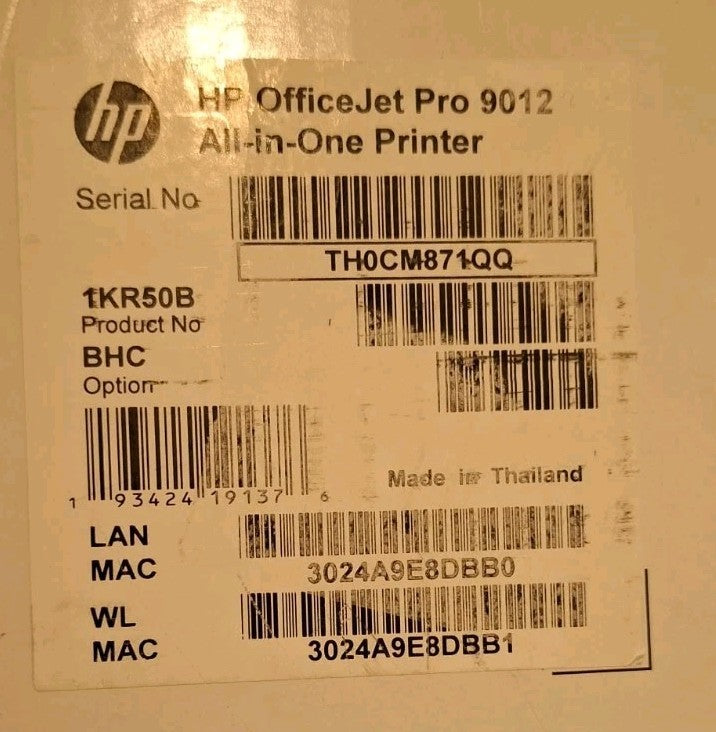 hp
HP OfficeJet Pro 9012
All-in-One Printer
Serial No
TH0CM871QQ
1KR50B
Product No
BHC
Option
1 93424 19137 6
Made in Thailand
LAN
MAC
3024A9E8DBB0
WL
MAC
3024A9E8DBB1